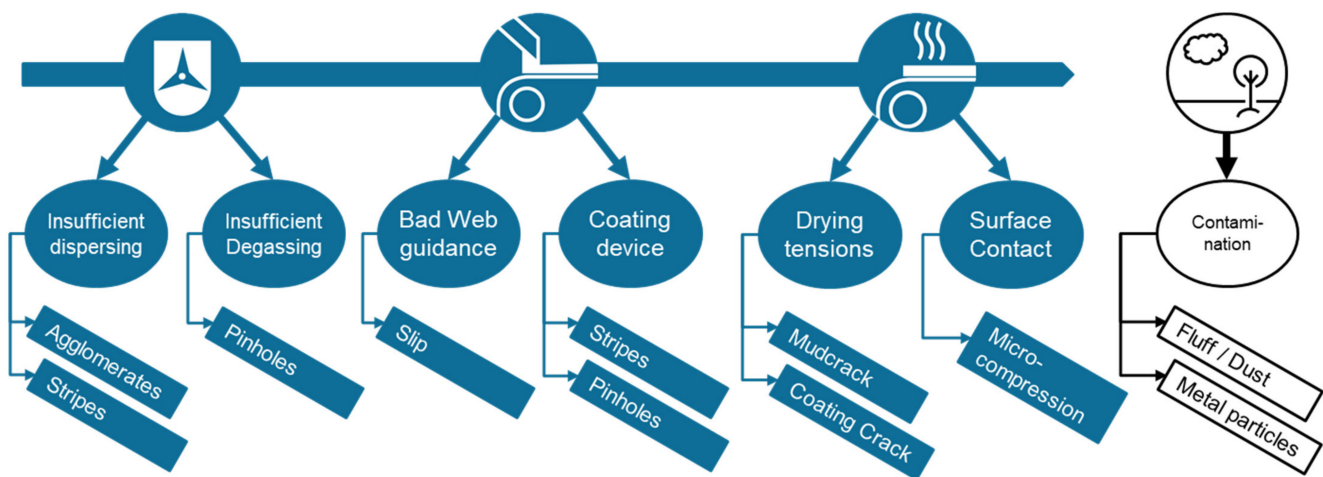 Insufficient
dispersing
Insufficient
Degassing
Bad Web
guidance
Coating
device
Drying
tensions
Surface
Contact
Contami-
nation
Agglomerates
Stripes
Pinholes
Slip
Stripes
Pinholes
Mudcrack
Coating Crack
Micro-
compression
Fluff / Dust
Metal particles